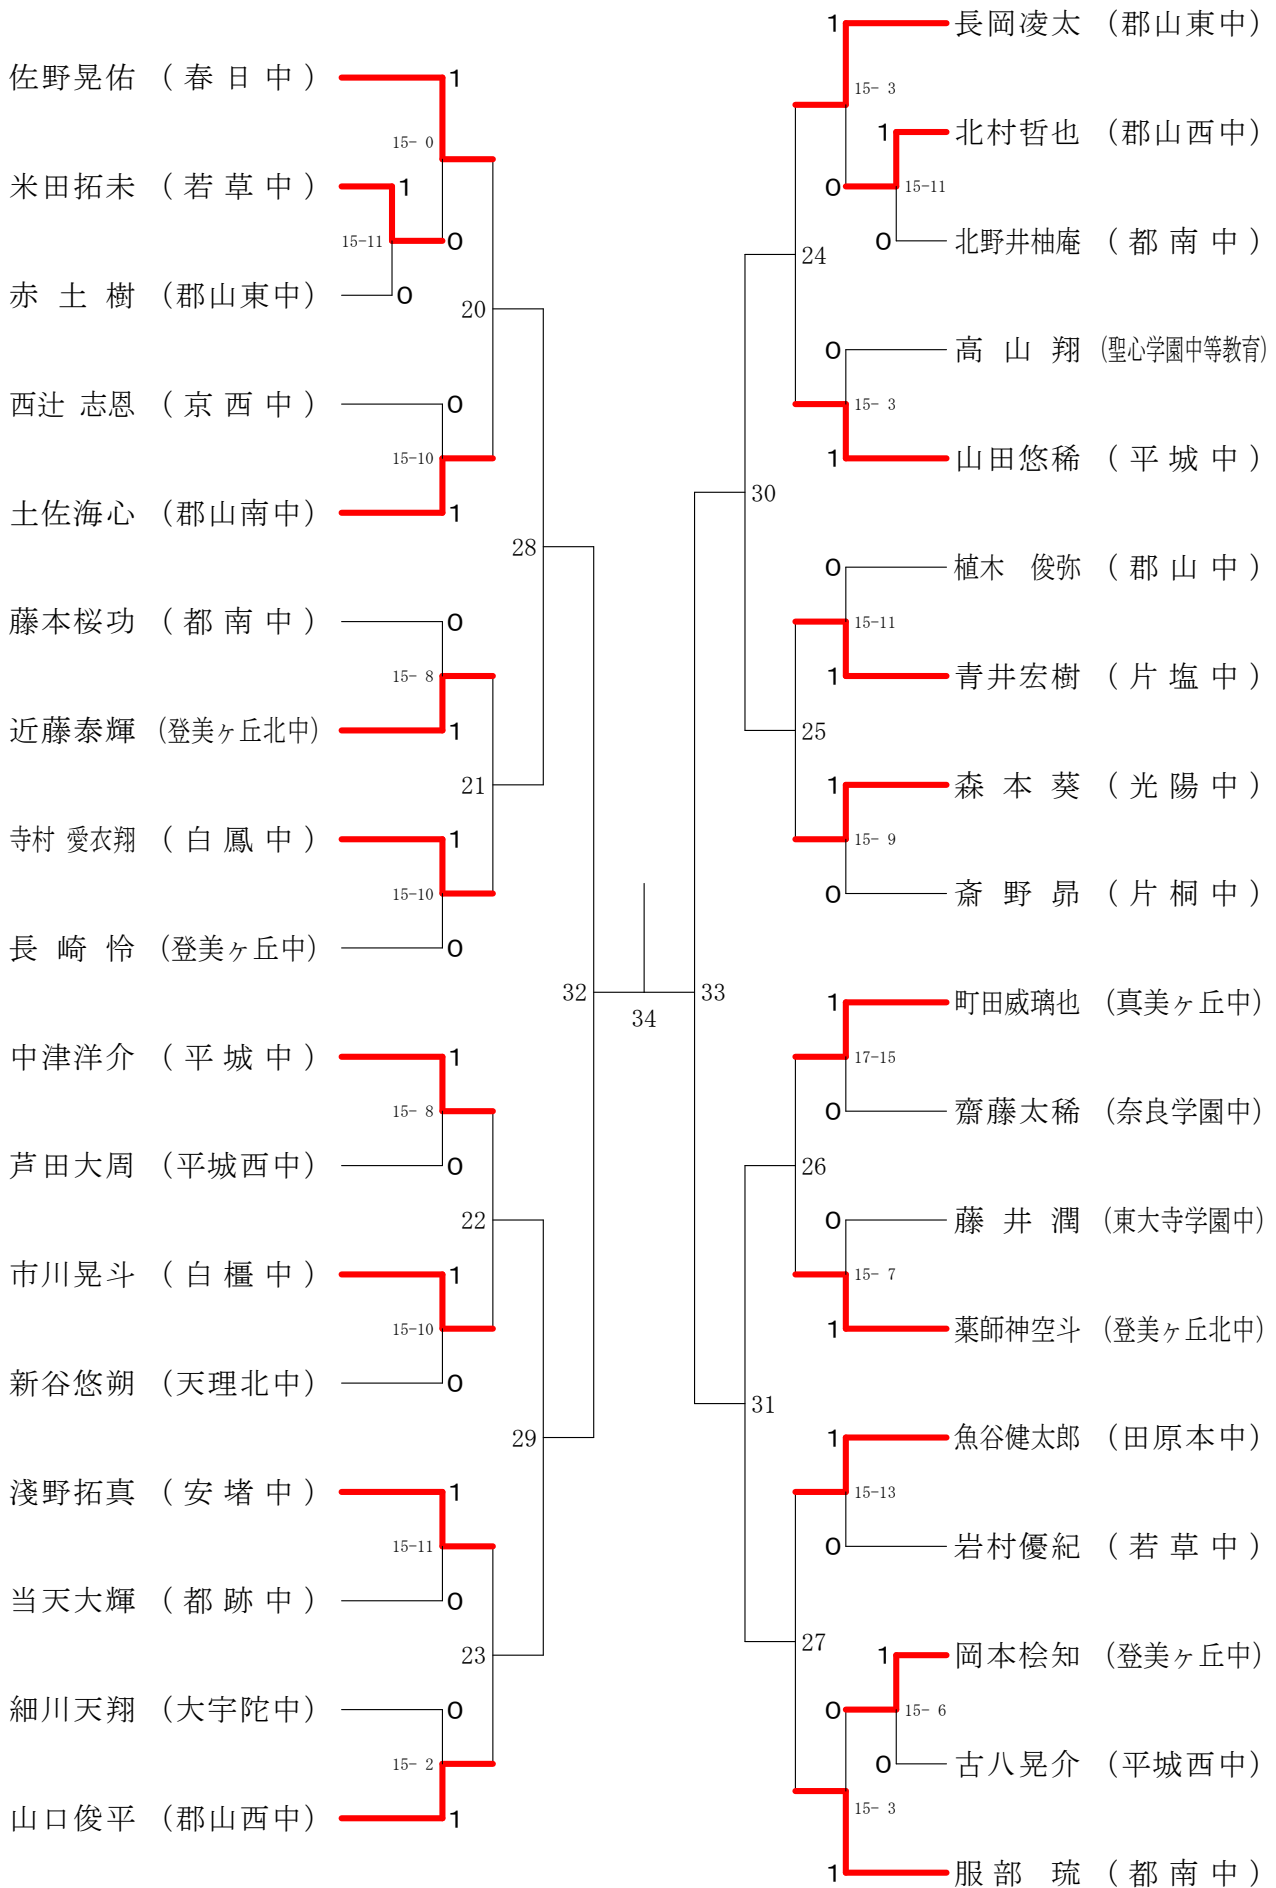 佐野晃佑 （ 春 日 中 ） 1
15- 0
米田拓未 （ 若 草 中 ） 1
15-11 0
赤 土 樹 （郡山東中） 0
20
西辻 志恩 （ 京 西 中 ） 0
15-10
土佐海心 （郡山南中） 1
28
藤本桜功 （ 都 南 中 ） 0
15- 8
近藤泰輝 （登美ヶ丘北中） 1
21
寺村 愛衣翔 （ 白 鳳 中 ） 1
15-10
長 崎 怜 （登美ヶ丘中） 0
32
34
33
中津洋介 （ 平 城 中 ） 1
15- 8
芦田大周 （平城西中） 0
22
市川晃斗 （ 白 橿 中 ） 1
15-10
新谷悠朔 （天理北中） 0
29
淺野拓真 （ 安 堵 中 ） 1
15-11
当天大輝 （ 都 跡 中 ） 0
23
細川天翔 （大宇陀中） 0
15- 2
山口俊平 （郡山西中） 1
1 長岡凌太 （郡山東中）
15- 3
1 北村哲也 （郡山西中）
0 15-11
0 北野井柚庵 （ 都 南 中 ）
24
0 高 山 翔 （聖心学園中等教育）
15- 3
1 山田悠稀 （ 平 城 中 ）
30
0 植木 俊弥 （ 郡 山 中 ）
15-11
1 青井宏樹 （ 片 塩 中 ）
25
1 森 本 葵 （ 光 陽 中 ）
15- 9
0 斎 野 昴 （ 片 桐 中 ）
1 町田威璃也 （真美ヶ丘中）
17-15
0 齋藤太稀 （奈良学園中）
26
0 藤 井 潤 （東大寺学園中）
15- 7
1 薬師神空斗 （登美ヶ丘北中）
31
1 魚谷健太郎 （田原本中）
15-13
0 岩村優紀 （ 若 草 中 ）
27
1 岡本桧知 （登美ヶ丘中）
0 15- 6
0 古八晃介 （平城西中）
15- 3
1 服部 琉 （ 都 南 中 ）